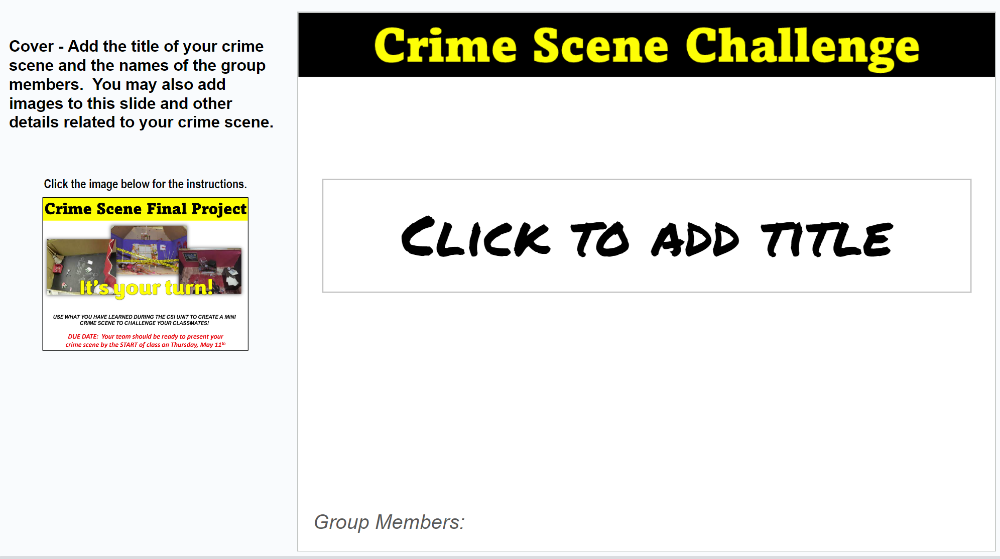 Cover - Add the title of your crime
scene and the names of the group
members.  You may also add
images to this slide and other
details related to your crime scene.
Click the image below for the instructions.
Crime Scene Final Project
It's your turn!
USE WHAT YOU HAVE LEARNED DURING THE CSI UNIT TO CREATE A MINI
CRIME SCENE TO CHALLENGE YOUR CLASSMATES!
DUE DATE:  Your team should be ready to present your
crime scene by the START of class on Thursday, May 11th
Crime Scene Challenge
CLICK TO ADD TITLE
Group Members: